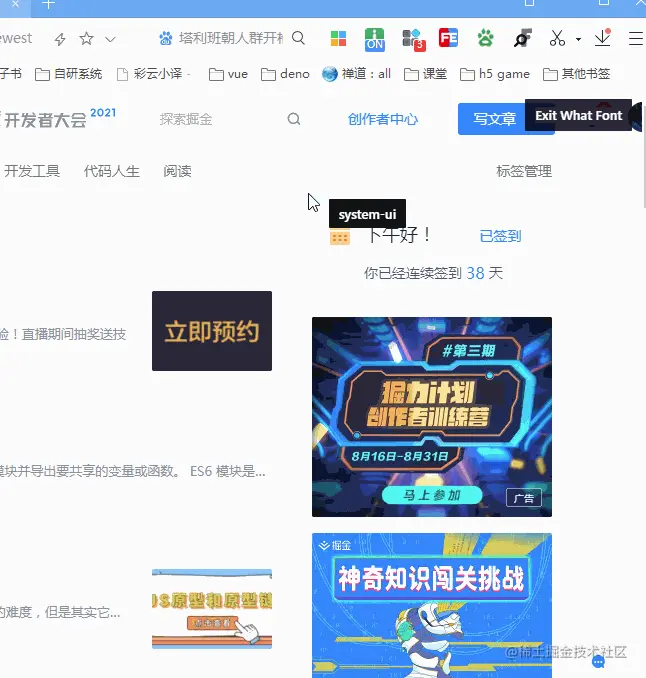 ewest
塔利班朝人群开
ON
3
子书 自研系统 彩云小译 - vue deno 禅道：all 课堂 h5 game 其他书签
开发者大会 2021 探索掘金 创作者中心 写文章 Exit What Font
开发工具 代码人生 阅读 标签管理
system-ui
下午好！ 已签到
你已经连续签到 38 天
验！直播期间抽奖送技
立即预约
#第三期
掘力计划
创作者训练营
8月16日-8月31日
马上参加
广告
模块并导出要共享的变量或函数。 ES6 模块是...
掘金
神奇知识闯关挑战
JS原型和原型链
点击查看
的难度，但是其实它...
@稀土掘金技术社区